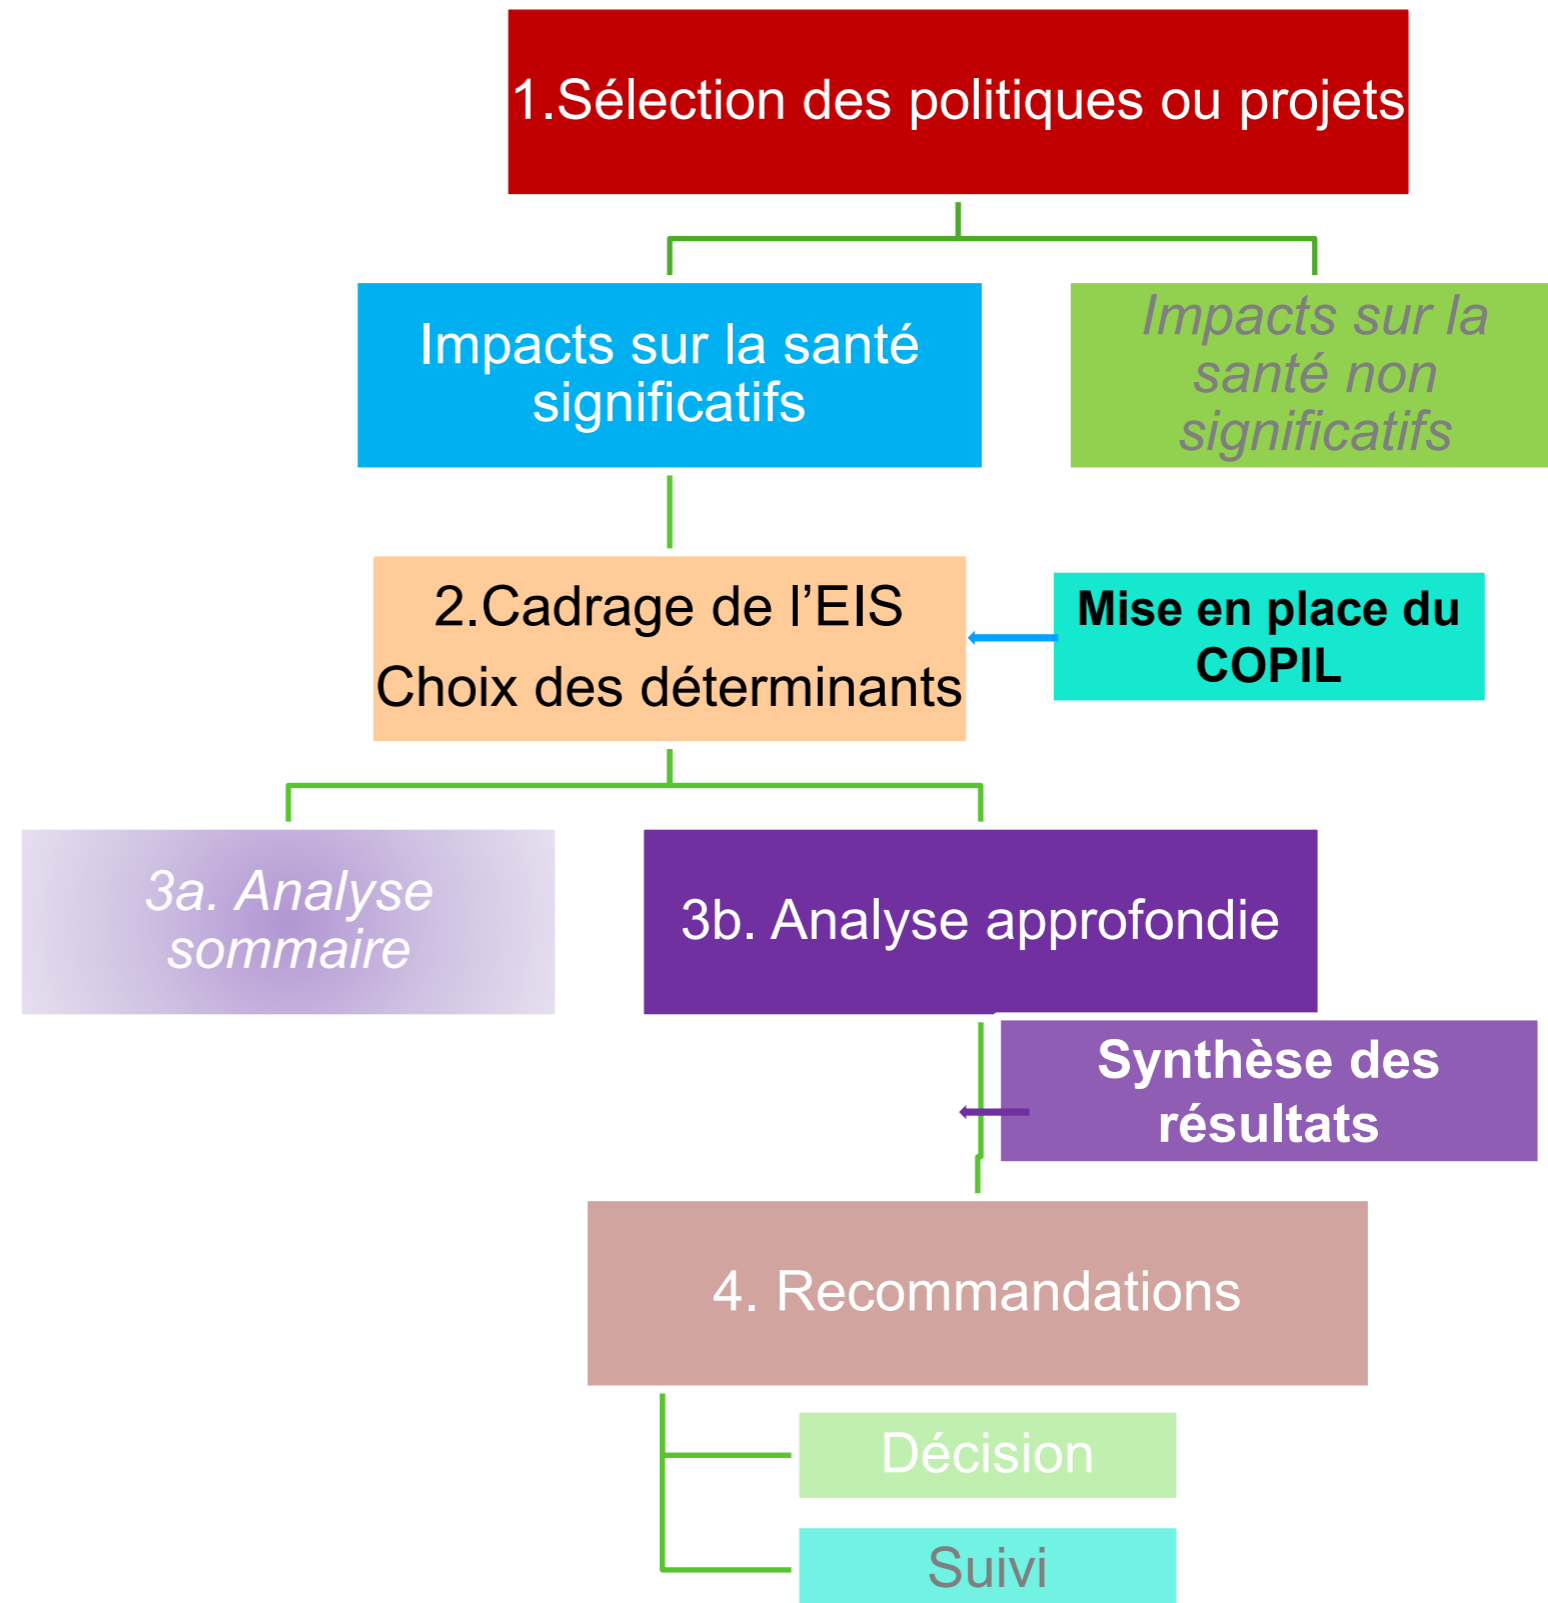 1.Sélection des politiques ou projets
Impacts sur la santé
significatifs
Impacts sur la
santé non
significatifs
2.Cadrage de l’EIS
Choix des déterminants
Mise en place du
COPIL
3a. Analyse
sommaire
3b. Analyse approfondie
Synthèse des
résultats
4. Recommandations
Décision
Suivi